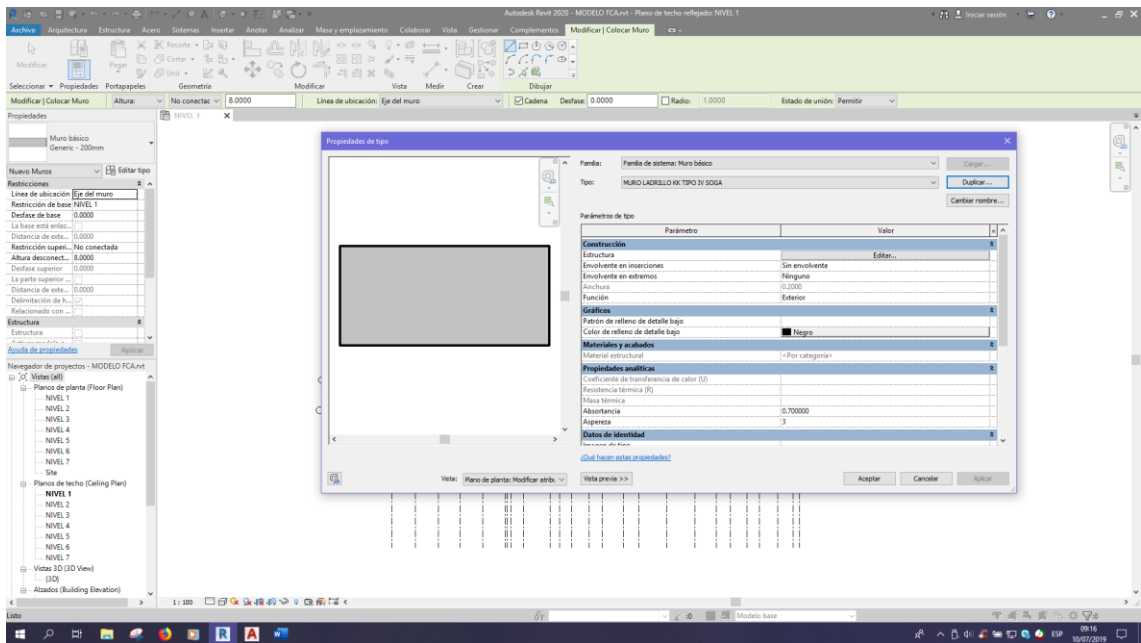 Autodesk Revit 2020 - MODELO FCA.rvt - Plano de techo reflejado: NIVEL 1
Iniciar sesión
Archivo Arquitectura Estructura Acero Sistemas Insertar Anotar Analizar Masa y emplazamiento Colaborar Vista Gestionar Complementos Modificar | Colocar Muro
Modificar
Pegar
Recorte
Cortar
Unir
Seleccionar Propiedades Portapapeles Geometría Modificar Vista Medir Crear Dibujar
Modificar | Colocar Muro Altura: No conectac 8.0000 Línea de ubicación: Eje del muro Cadena Desfase: 0.0000 Radio: 1.0000 Estado de unión: Permitir
Propiedades
NIVEL 1
Muro básico
Generic - 200mm
Nuevo Muros Editar tipo
Restricciones
Línea de ubicación Eje del muro
Restricción de base NIVEL 1
Desfase de base 0.0000
La base está enlaz...
Distancia de exte... 0.0000
Restricción superi... No conectada
Altura desconect... 8.0000
Desfase superior 0.0000
La parte superior ...
Distancia de exte... 0.0000
Delimitación de h...
Relacionado con ...
Estructura
Estructura
Ayuda de propiedades Aplicar
Navegador de proyectos - MODELO FCA.rvt
Vistas (all)
Planos de planta (Floor Plan)
NIVEL 1
NIVEL 2
NIVEL 3
NIVEL 4
NIVEL 5
NIVEL 6
NIVEL 7
Site
Planos de techo (Ceiling Plan)
NIVEL 1
NIVEL 2
NIVEL 3
NIVEL 4
NIVEL 5
NIVEL 6
NIVEL 7
Vistas 3D (3D View)
(3D)
Alzados (Building Elevation)
Propiedades de tipo
Familia: Familia de sistema: Muro básico Cargar...
Tipo: MURO LADRILLO KK TIPO IV SOGA Duplicar...
Cambiar nombre...
Parámetros de tipo
Parámetro Valor
Construcción
Estructura Editar...
Envolvente en inserciones Sin envolvente
Envolvente en extremos Ninguno
Anchura 0.2000
Función Exterior
Gráficos
Patrón de relleno de detalle bajo
Color de relleno de detalle bajo Negro
Materiales y acabados
Material estructural <Por categoría>
Propiedades analíticas
Coeficiente de transferencia de calor (U)
Resistencia térmica (R)
Masa térmica
Absortancia 0.700000
Aspereza 3
Datos de identidad
Imagen de tipo
¿Qué hacen estas propiedades?
Vista: Plano de planta: Modificar atribu Vista previa >> Aceptar Cancelar Aplicar
1 : 100
Listo
:0
Modelo base
:0
ESP
09:16
10/07/2019